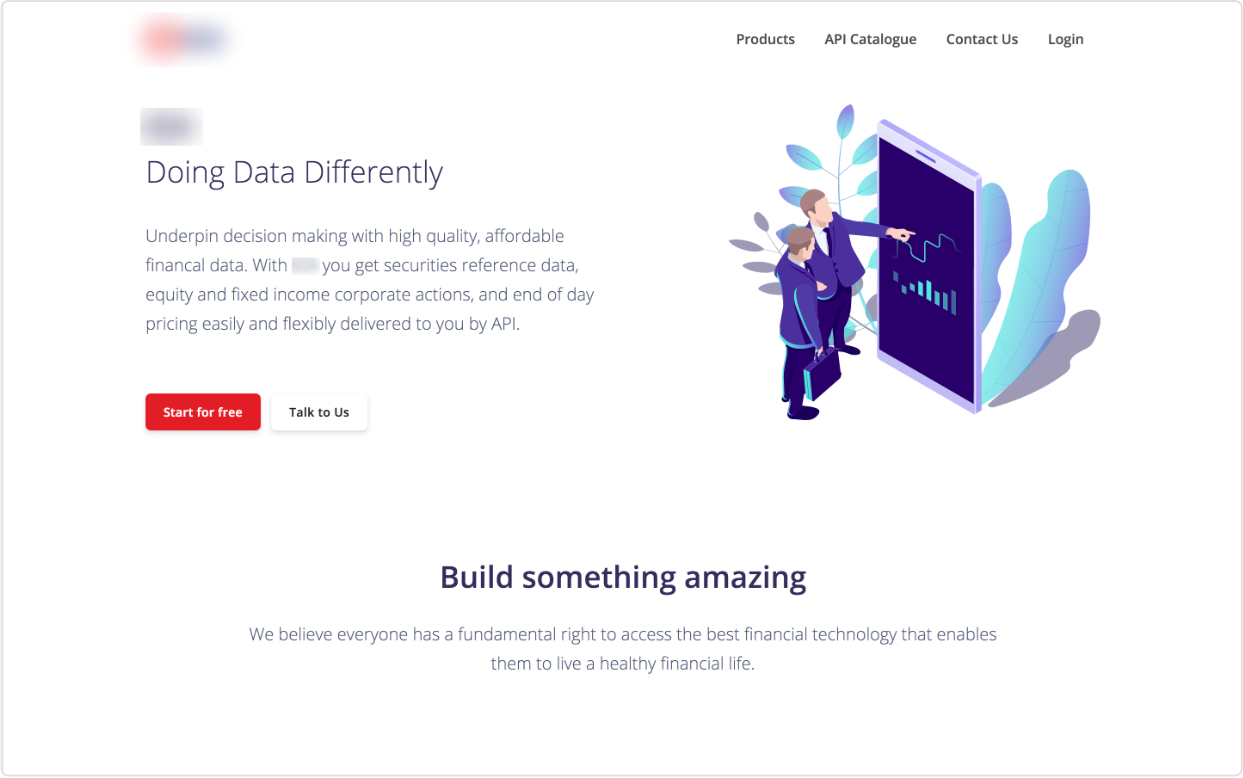 Products API Catalogue Contact Us Login
Doing Data Differently
Underpin decision making with high quality, affordable
financal data. With you get securities reference data,
equity and fixed income corporate actions, and end of day
pricing easily and flexibly delivered to you by API.
Start for free Talk to Us
Build something amazing
We believe everyone has a fundamental right to access the best financial technology that enables
them to live a healthy financial life.